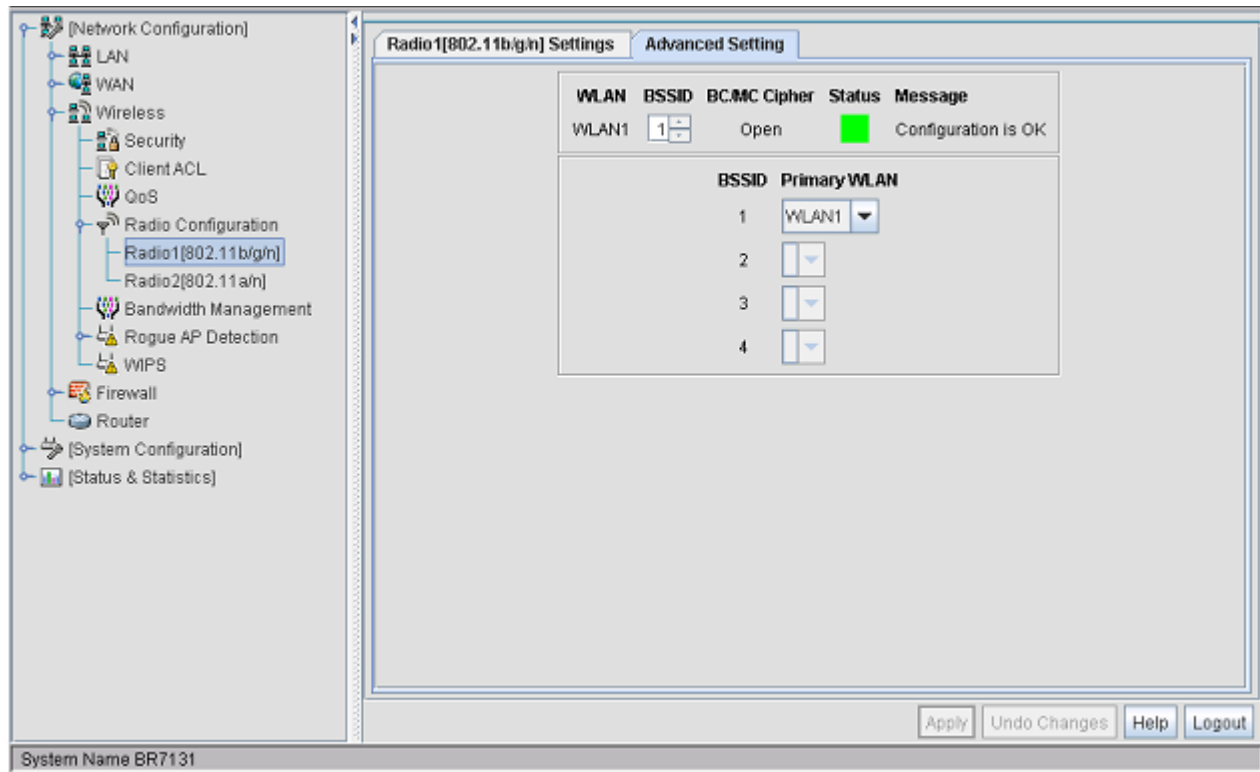 [Network Configuration]
LAN
WAN
Wireless
Security
Client ACL
QoS
Radio Configuration
Radio1[802.11b/g/n]
Radio2[802.11a/n]
Bandwidth Management
Rogue AP Detection
WIPS
Firewall
Router
[System Configuration]
[Status & Statistics]
Radio1[802.11b/g/n] Settings Advanced Setting
WLAN BSSID BC/MC Cipher Status Message
WLAN1 1 Open Configuration is OK
BSSID Primary WLAN
1 WLAN1
2
3
4
Apply Undo Changes Help Logout
System Name BR7131